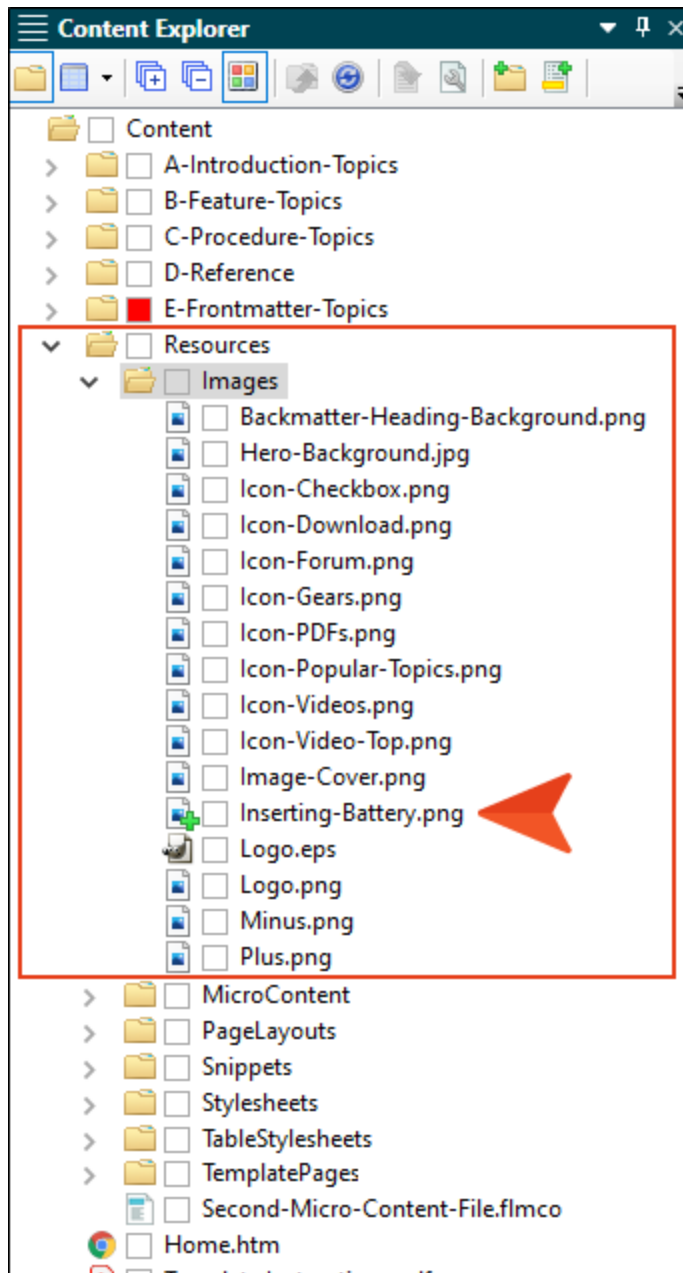 Content Explorer
Content
A-Introduction-Topics
B-Feature-Topics
C-Procedure-Topics
D-Reference
E-Frontmatter-Topics
Resources
Images
Backmatter-Heading-Background.png
Hero-Background.jpg
Icon-Checkbox.png
Icon-Download.png
Icon-Forum.png
Icon-Gears.png
Icon-PDFs.png
Icon-Popular-Topics.png
Icon-Videos.png
Icon-Video-Top.png
Image-Cover.png
Inserting-Battery.png
Logo.eps
Logo.png
Minus.png
Plus.png
MicroContent
PageLayouts
Snippets
Stylesheets
TableStylesheets
TemplatePages
Second-Micro-Content-File.flmco
Home.htm